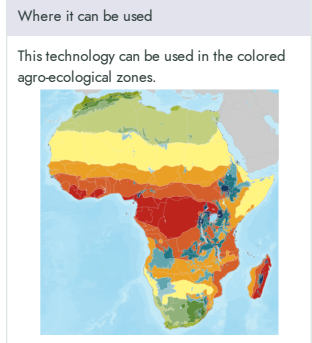 Where it can be used
This technology can be used in the colored
agro-ecological zones.